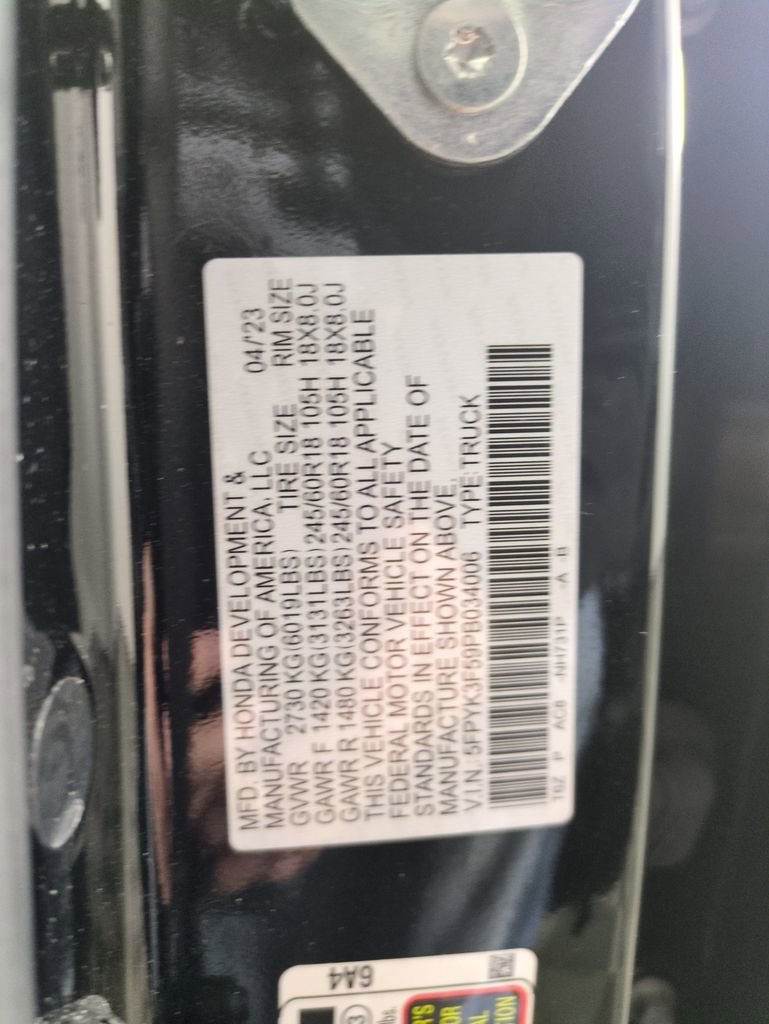 MFD. BY HONDA DEVELOPMENT &
MANUFACTURING OF AMERICA, LLC 04/'23
GVWR 2730 KG(6019LBS) TIRE SIZE RIM SIZE
GAWR F 1420 KG(3131LBS) 245/60R18 105H 18X8.0J
GAWR R 1480 KG(3263LBS) 245/60R18 105H 18X8.0J
THIS VEHICLE CONFORMS TO ALL APPLICABLE
FEDERAL MOTOR VEHICLE SAFETY
STANDARDS IN EFFECT ON THE DATE OF
MANUFACTURE SHOWN ABOVE.
V.I.N.: 5FPYK3F59PB034006 TYPE:TRUCK
P ACB -NH731P -A -B
6A4